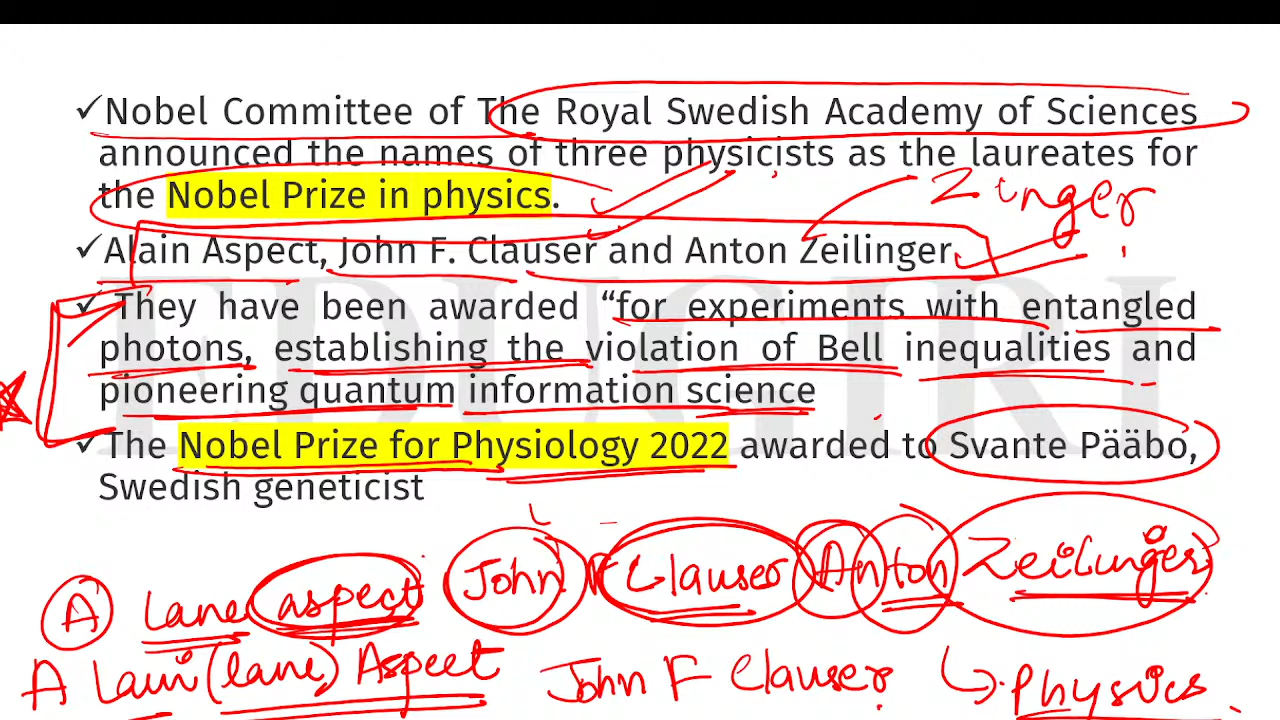 ✓Nobel Committee of The Royal Swedish Academy of Sciences
announced the names of three physicists as the laureates for
the Nobel Prize in physics.
Zinger
✓Alain Aspect, John F. Clauser and Anton Zeilinger
✓ They have been awarded “for experiments with entangled
photons, establishing the violation of Bell inequalities and
pioneering quantum information science
✓The Nobel Prize for Physiology 2022 awarded to Svante Pääbo,
Swedish geneticist
EDUGIRI
A lane aspect John F Clauser Anton Zeilinger
A Lain (lane) Aspect John F Clauser ↳ Physics